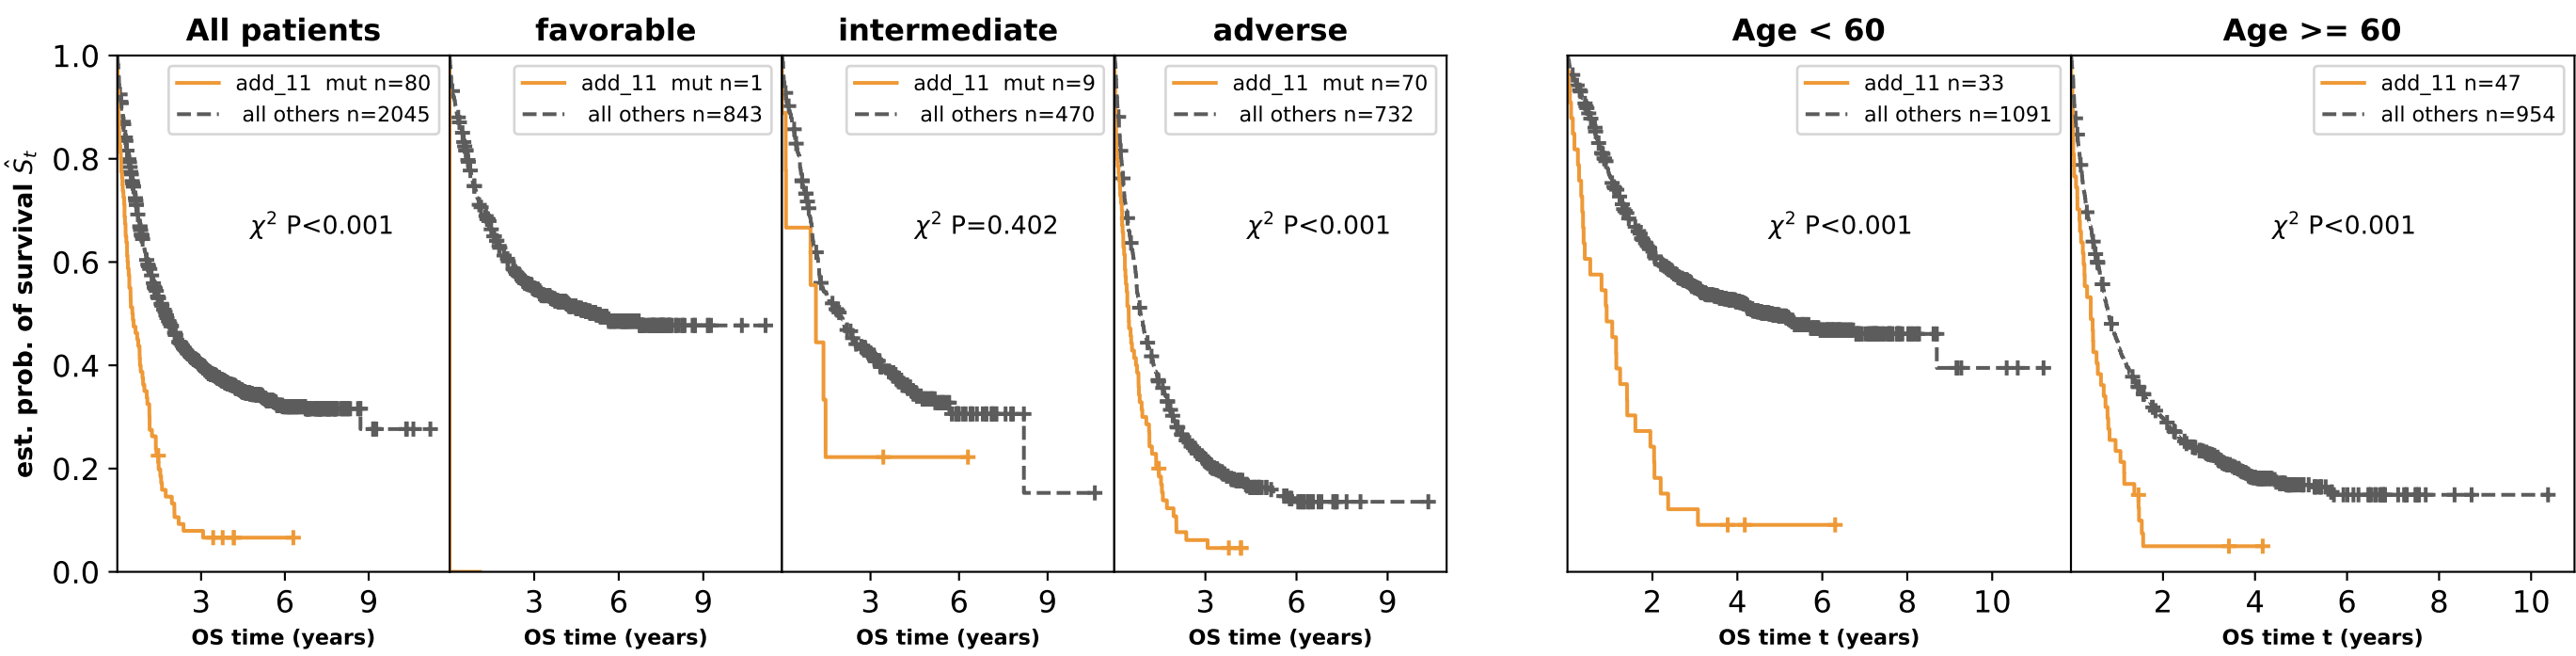 All patients
favorable
intermediate
adverse
Age < 60
Age >= 60
est. prob. of survival Ŝt
1.0
0.8
0.6
0.4
0.2
0.0
add_11 mut n=80
all others n=2045
χ² P<0.001
3 6 9
OS time (years)
add_11 mut n=1
all others n=843
3 6 9
OS time (years)
add_11 mut n=9
all others n=470
χ² P=0.402
3 6 9
OS time (years)
add_11 mut n=70
all others n=732
χ² P<0.001
3 6 9
OS time (years)
add_11 n=33
all others n=1091
χ² P<0.001
2 4 6 8 10
OS time t (years)
add_11 n=47
all others n=954
χ² P<0.001
2 4 6 8 10
OS time t (years)